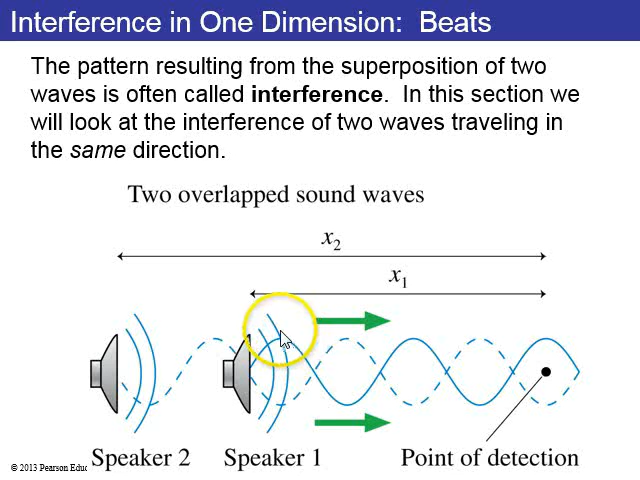 Interference in One Dimension: Beats
The pattern resulting from the superposition of two
waves is often called interference. In this section we
will look at the interference of two waves traveling in
the same direction.
Two overlapped sound waves
x₂
x₁
Speaker 2 Speaker 1 Point of detection
© 2013 Pearson